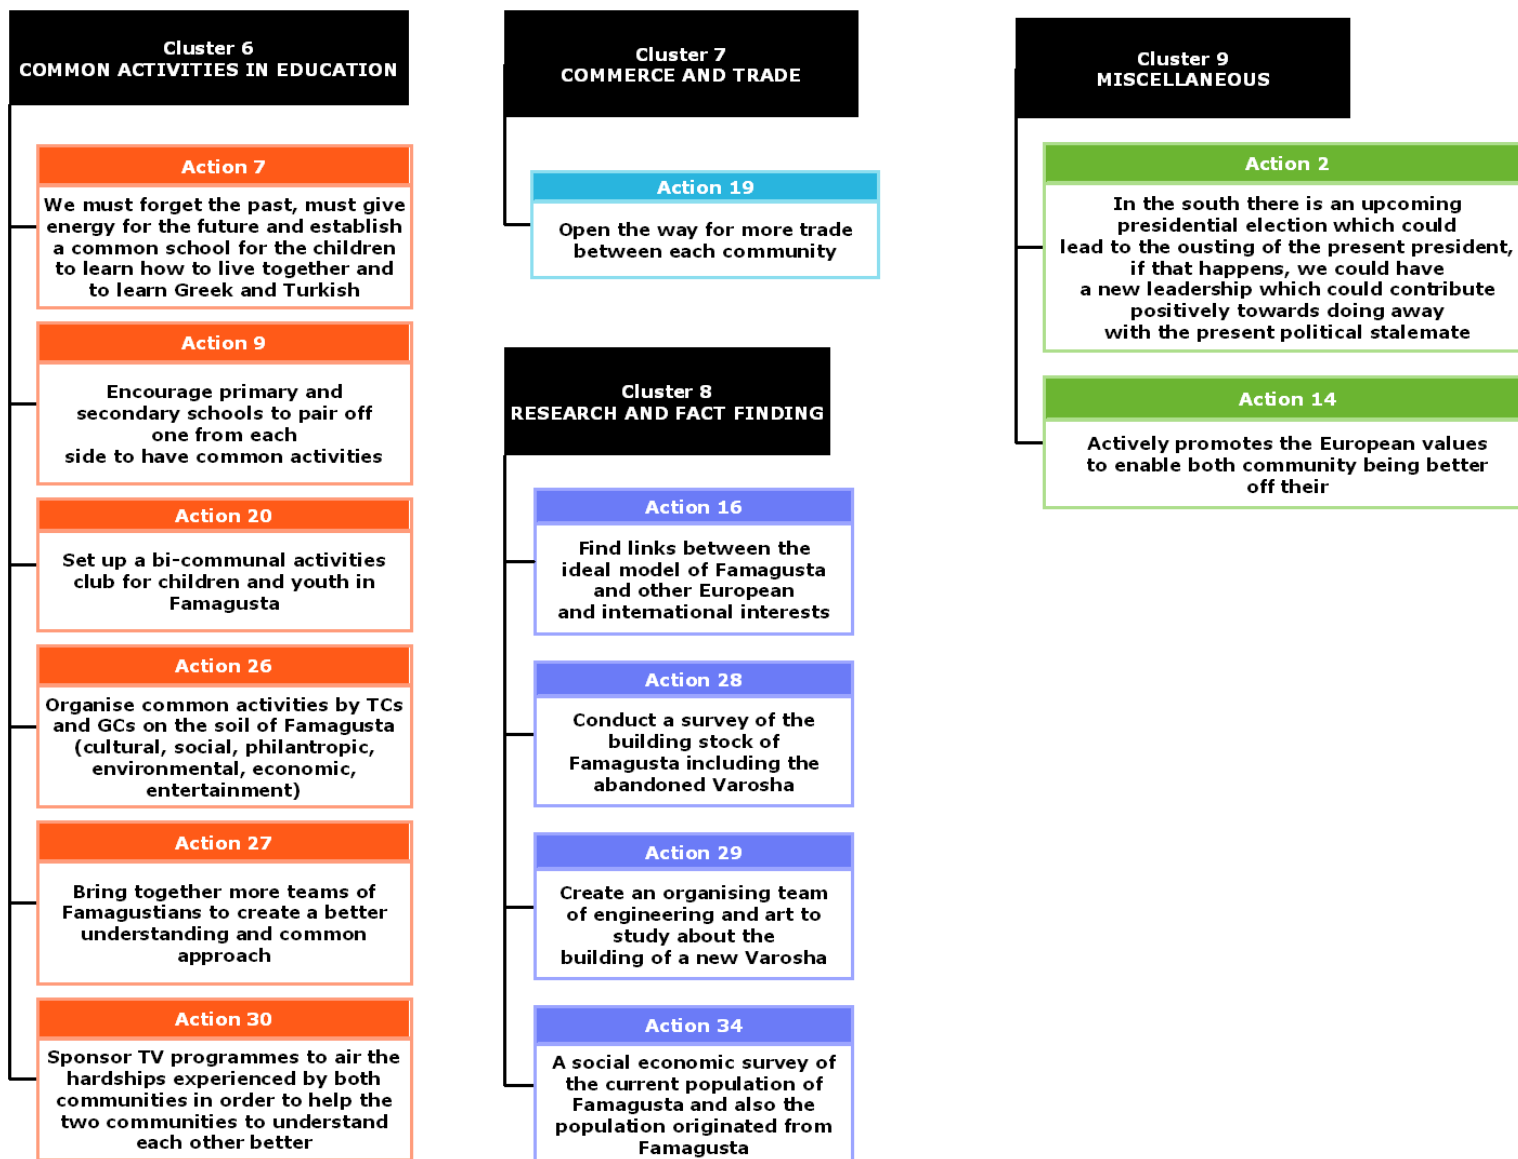 Cluster 6
COMMON ACTIVITIES IN EDUCATION
Action 7
We must forget the past, must give
energy for the future and establish
a common school for the children
to learn how to live together and
to learn Greek and Turkish
Action 9
Encourage primary and
secondary schools to pair off
one from each
side to have common activities
Action 20
Set up a bi-communal activities
club for children and youth in
Famagusta
Action 26
Organise common activities by TCs
and GCs on the soil of Famagusta
(cultural, social, philantropic,
environmental, economic,
entertainment)
Action 27
Bring together more teams of
Famagustians to create a better
understanding and common
approach
Action 30
Sponsor TV programmes to air the
hardships experienced by both
communities in order to help the
two communities to understand
each other better
Cluster 7
COMMERCE AND TRADE
Action 19
Open the way for more trade
between each community
Cluster 8
RESEARCH AND FACT FINDING
Action 16
Find links between the
ideal model of Famagusta
and other European
and international interests
Action 28
Conduct a survey of the
building stock of
Famagusta including the
abandoned Varosha
Action 29
Create an organising team
of engineering and art to
study about the
building of a new Varosha
Action 34
A social economic survey of
the current population of
Famagusta and also the
population originated from
Famagusta
Cluster 9
MISCELLANEOUS
Action 2
In the south there is an upcoming
presidential election which could
lead to the ousting of the present president,
if that happens, we could have
a new leadership which could contribute
positively towards doing away
with the present political stalemate
Action 14
Actively promotes the European values
to enable both community being better
off their